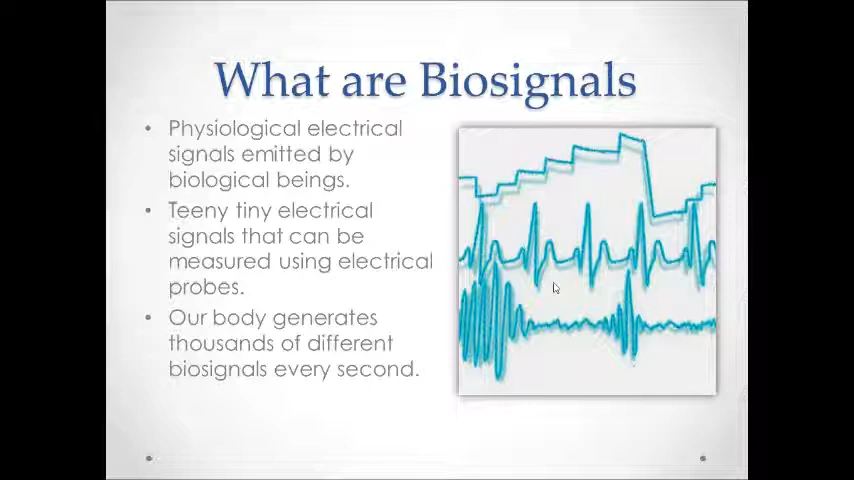 What are Biosignals
• Physiological electrical
signals emitted by
biological beings.
• Teeny tiny electrical
signals that can be
measured using electrical
probes.
• Our body generates
thousands of different
biosignals every second.